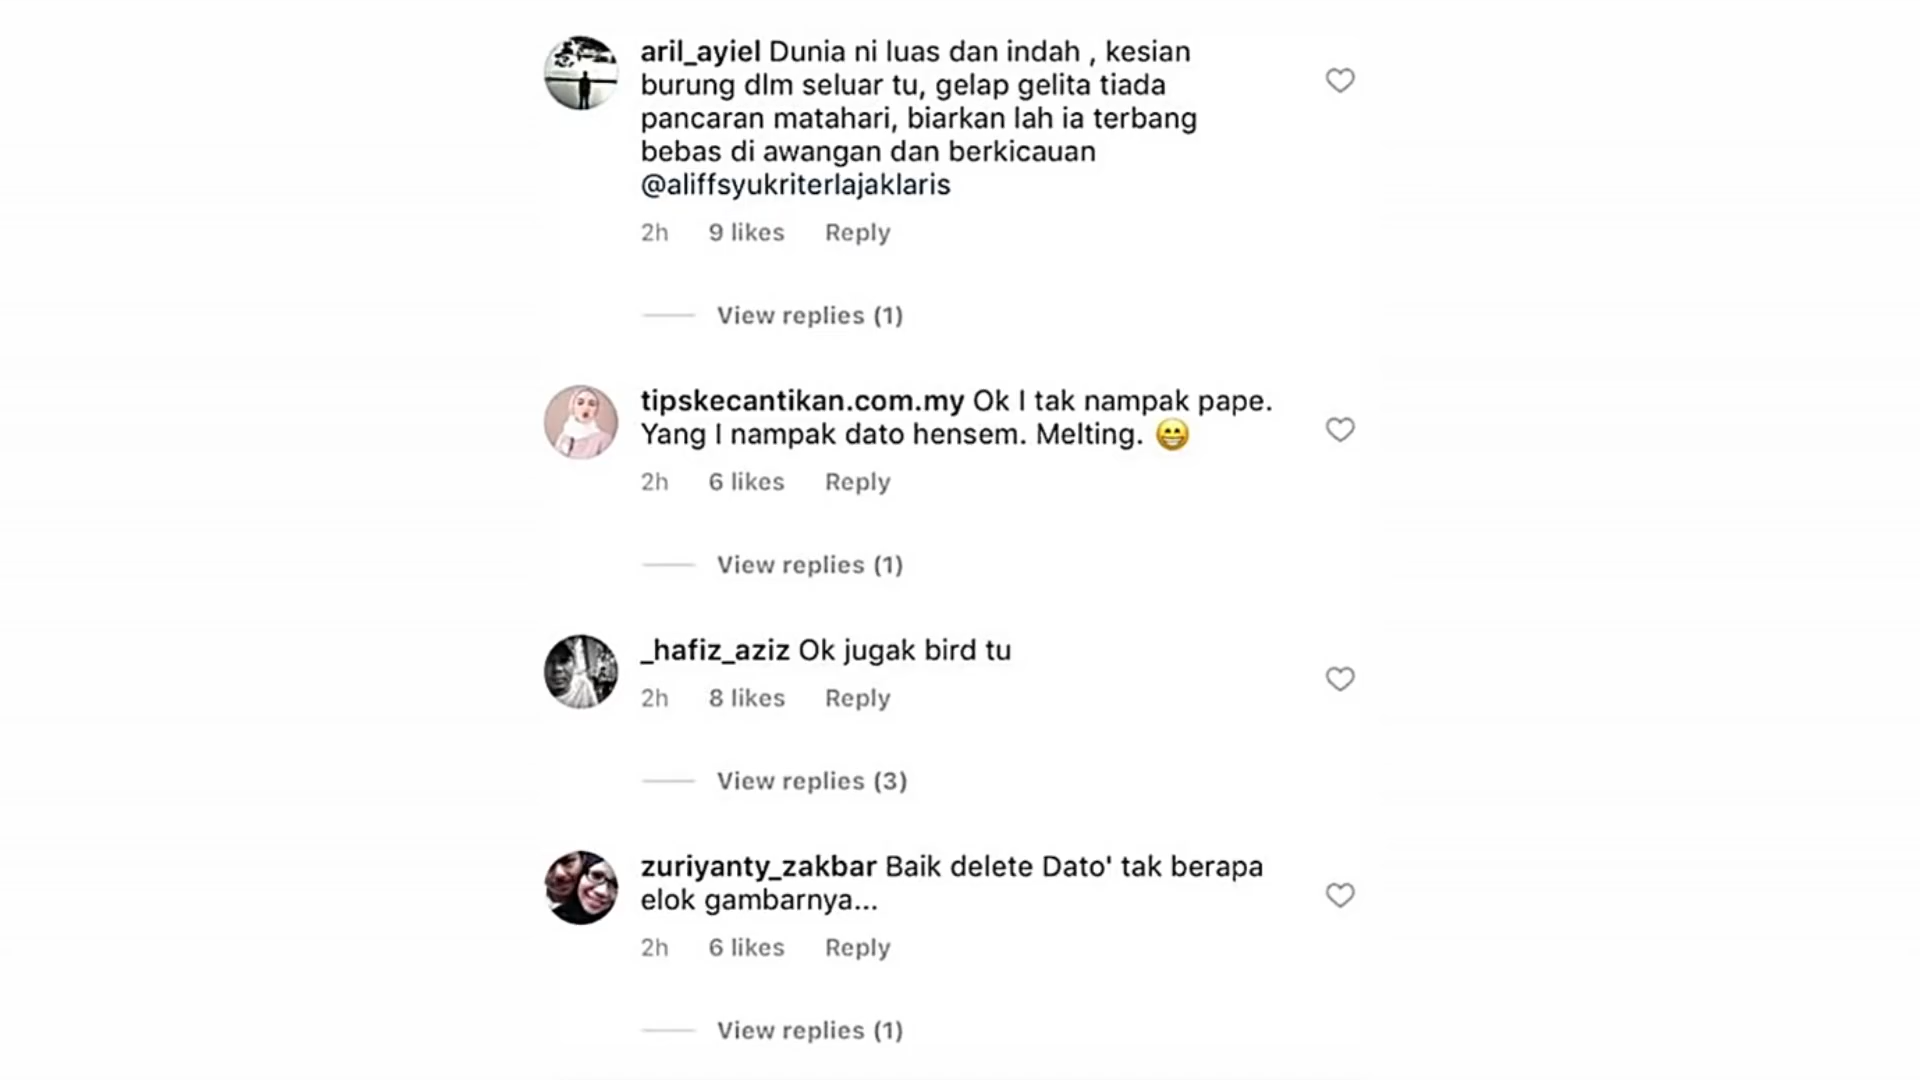 aril_ayiel Dunia ni luas dan indah , kesian
burung dlm seluar tu, gelap gelita tiada
pancaran matahari, biarkan lah ia terbang
bebas di awangan dan berkicauan
@aliffsyukriterlajaklaris
2h 9 likes Reply
View replies (1)
tipskecantikan.com.my Ok I tak nampak pape.
Yang I nampak dato hensem. Melting. 😁
2h 6 likes Reply
View replies (1)
_hafiz_aziz Ok jugak bird tu
2h 8 likes Reply
View replies (3)
zuriyanty_zakbar Baik delete Dato' tak berapa
elok gambarnya...
2h 6 likes Reply
View replies (1)